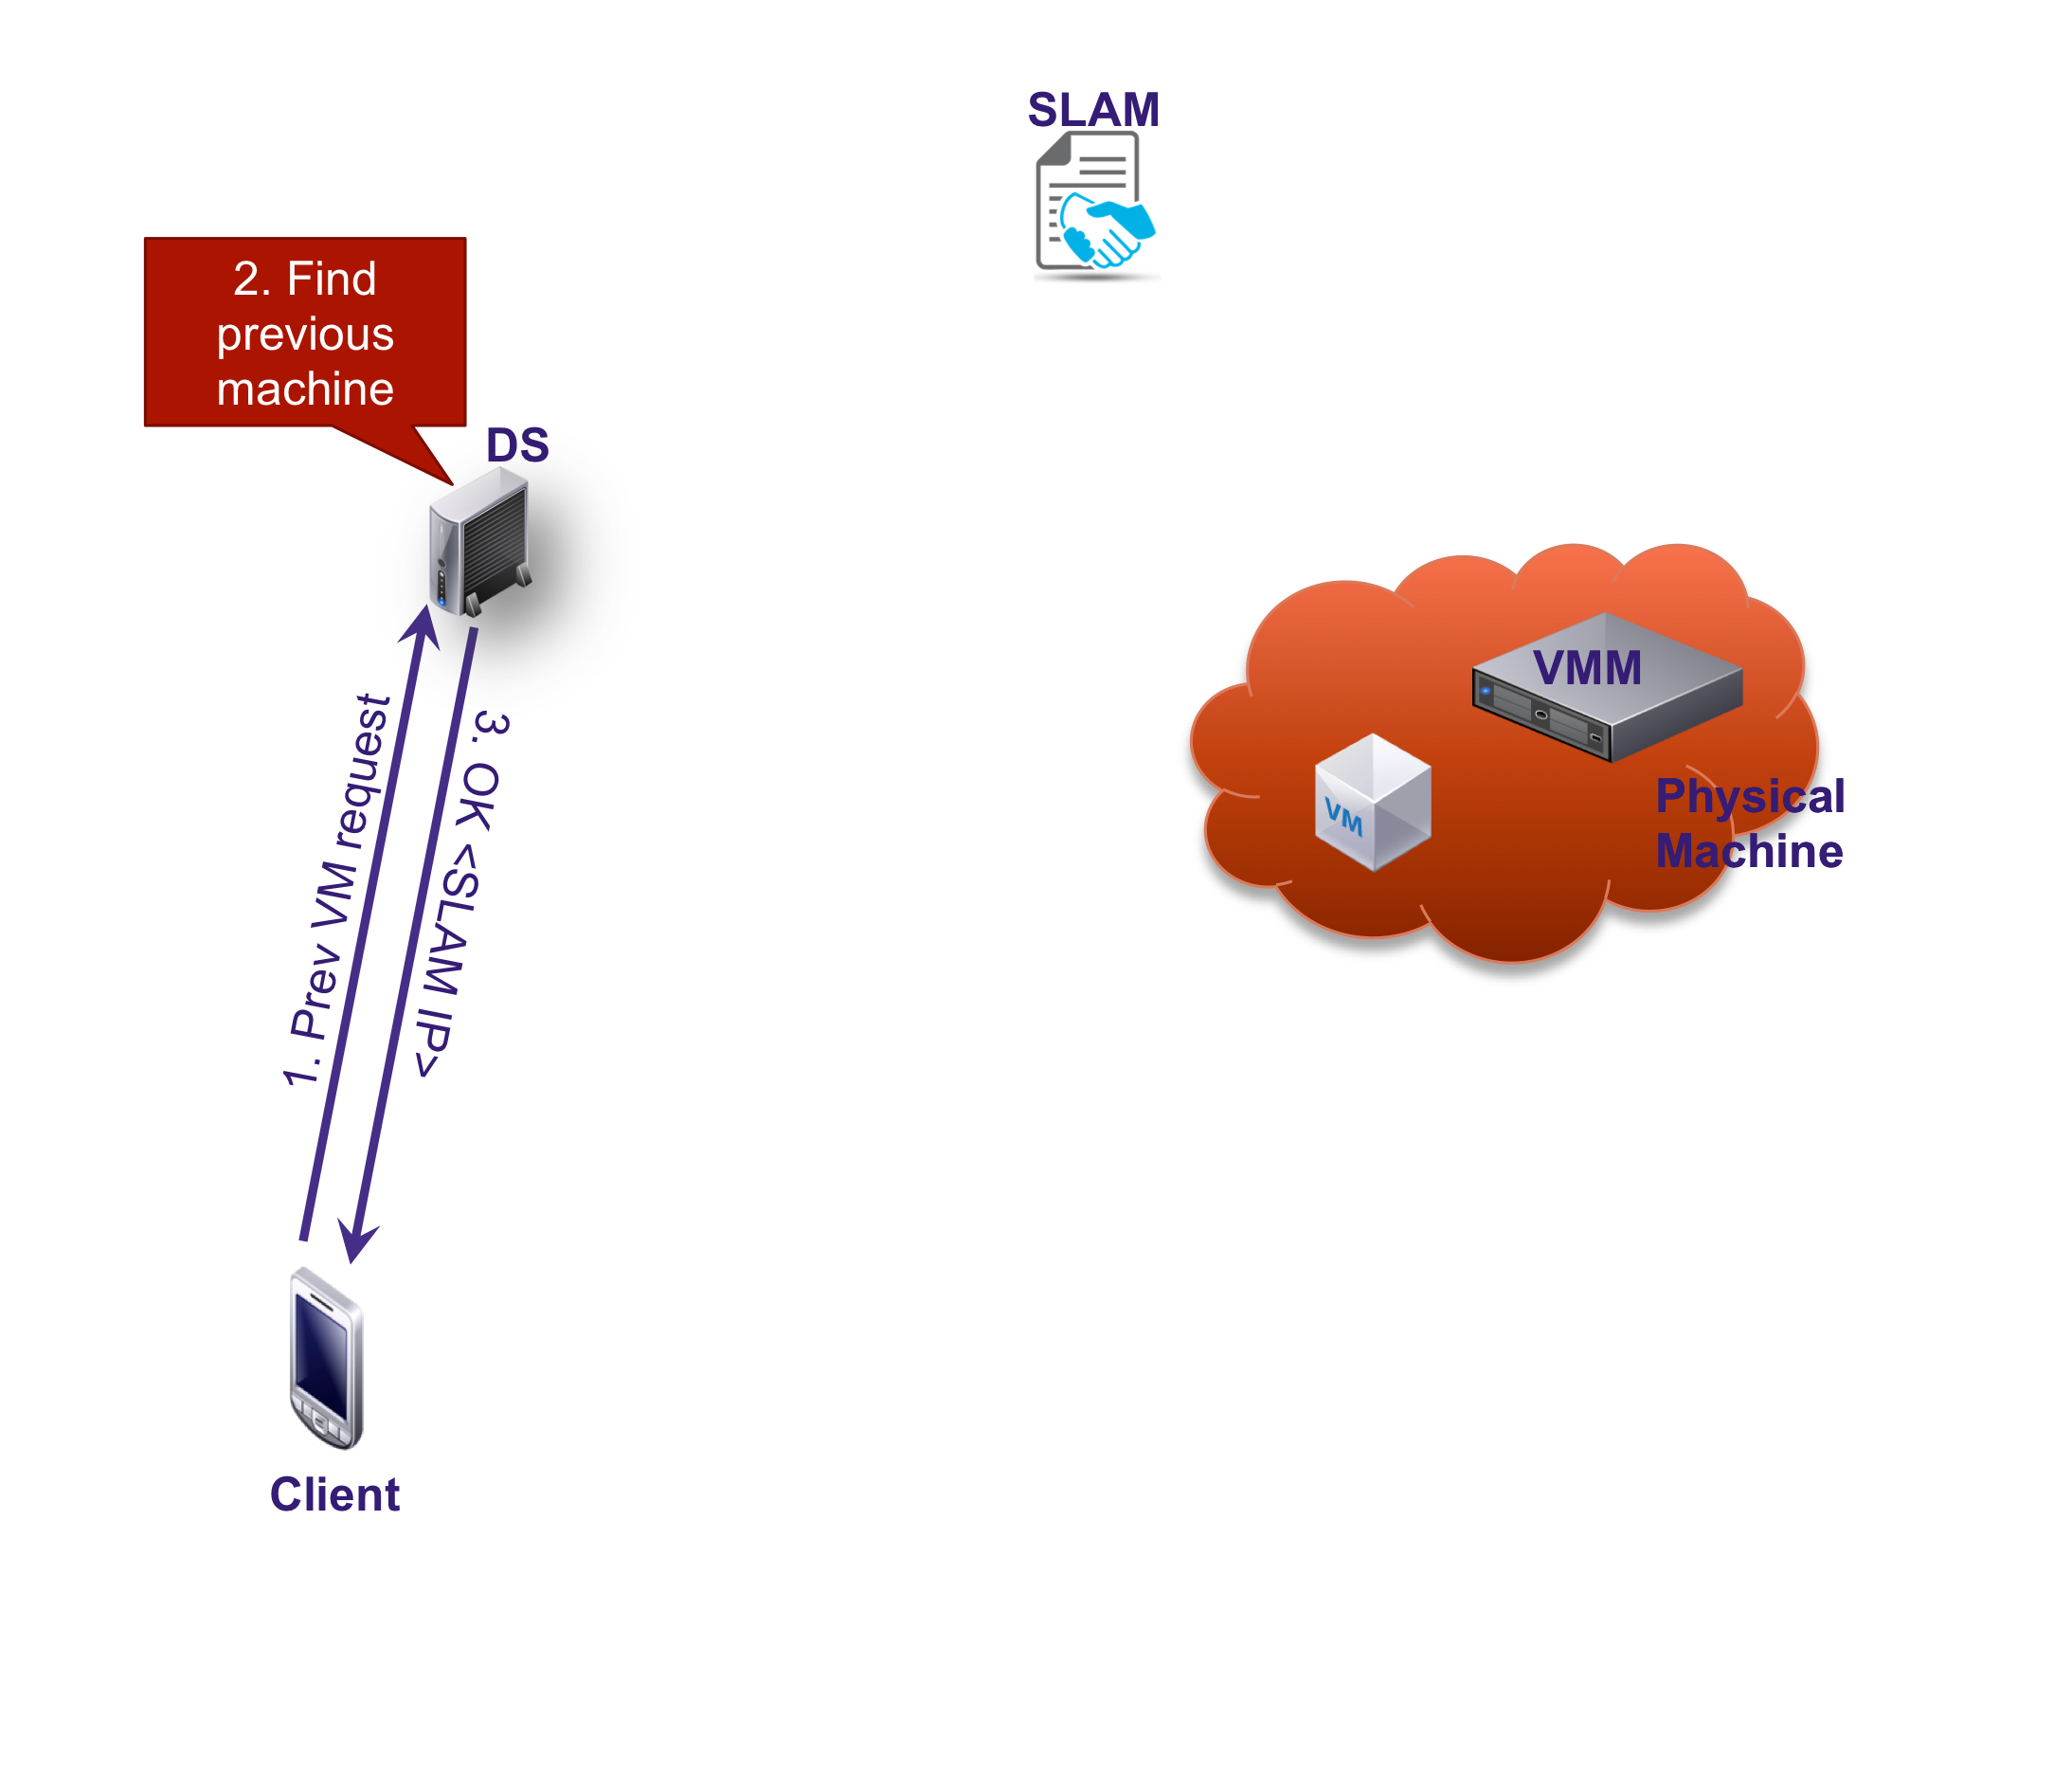 SLAM
2. Find
previous
machine
DS
1. Prev VM request
3. OK <SLAM IP>
VMM
VM
Physical
Machine
Client